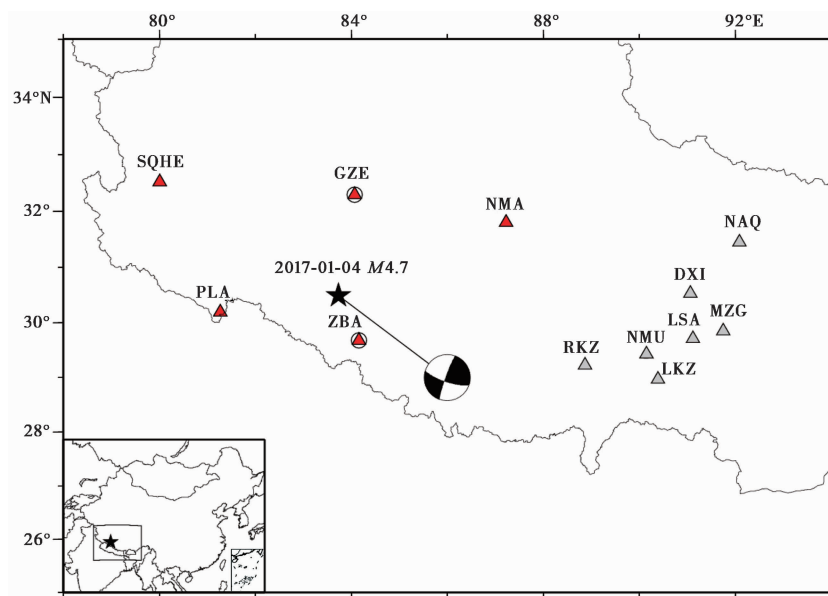 80° 84° 88° 92°E
34°N
SQHE
GZE
32°
NMA
NAQ
2017-01-04 M4.7
DXI
PLA
30°
ZBA
MZG
LSA
NMU
RKZ
LKZ
28°
26°